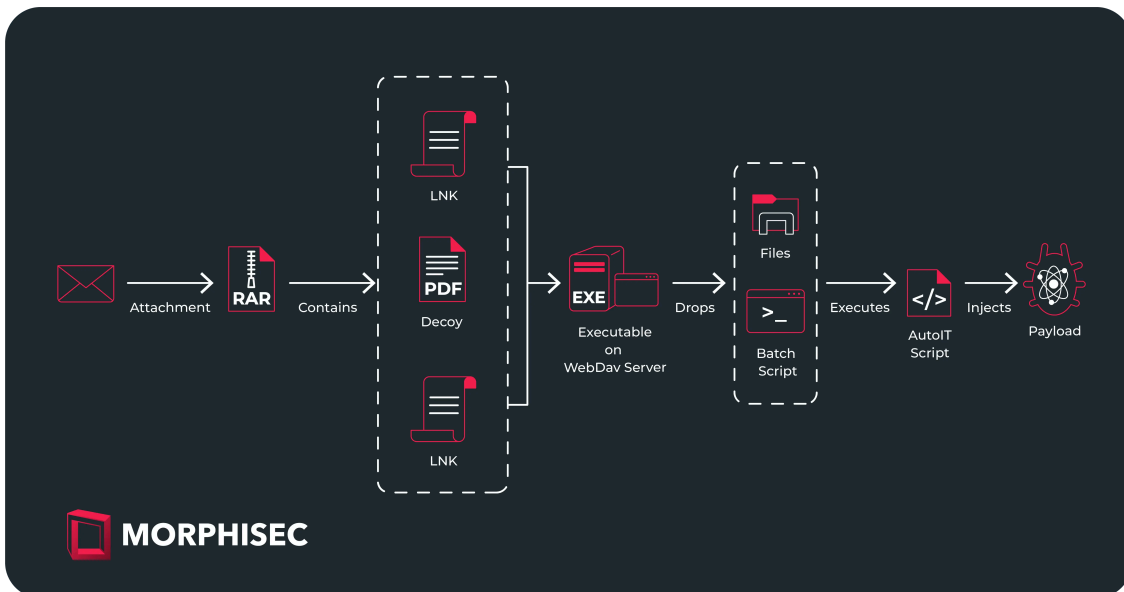 Attachment
RAR
Contains
LNK
PDF
Decoy
LNK
EXE
Executable
on
WebDav Server
Drops
Files
>_
Batch
Script
Executes
</>
AutoIT
Script
Injects
Payload
MORPHISEC